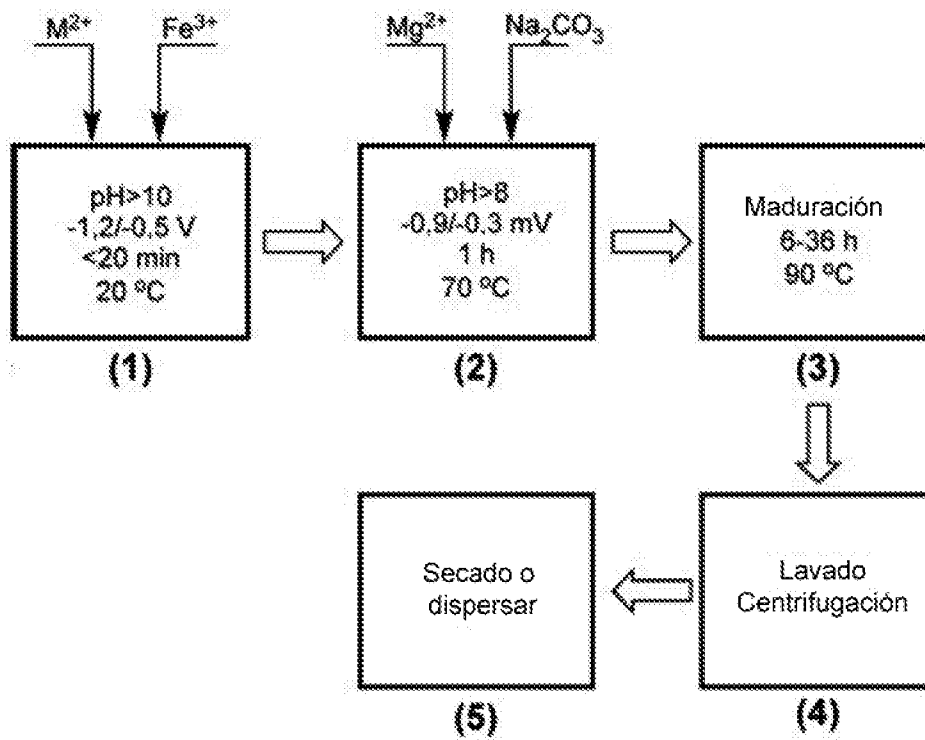 M²⁺ Fe³⁺ Mg²⁺ Na₂CO₃
pH>10
-1,2/-0,5 V
<20 min
20 ºC
(1)
pH>8
-0,9/-0,3 mV
1 h
70 ºC
(2)
Maduración
6-36 h
90 ºC
(3)
Secado o
dispersar
(5)
Lavado
Centrifugación
(4)